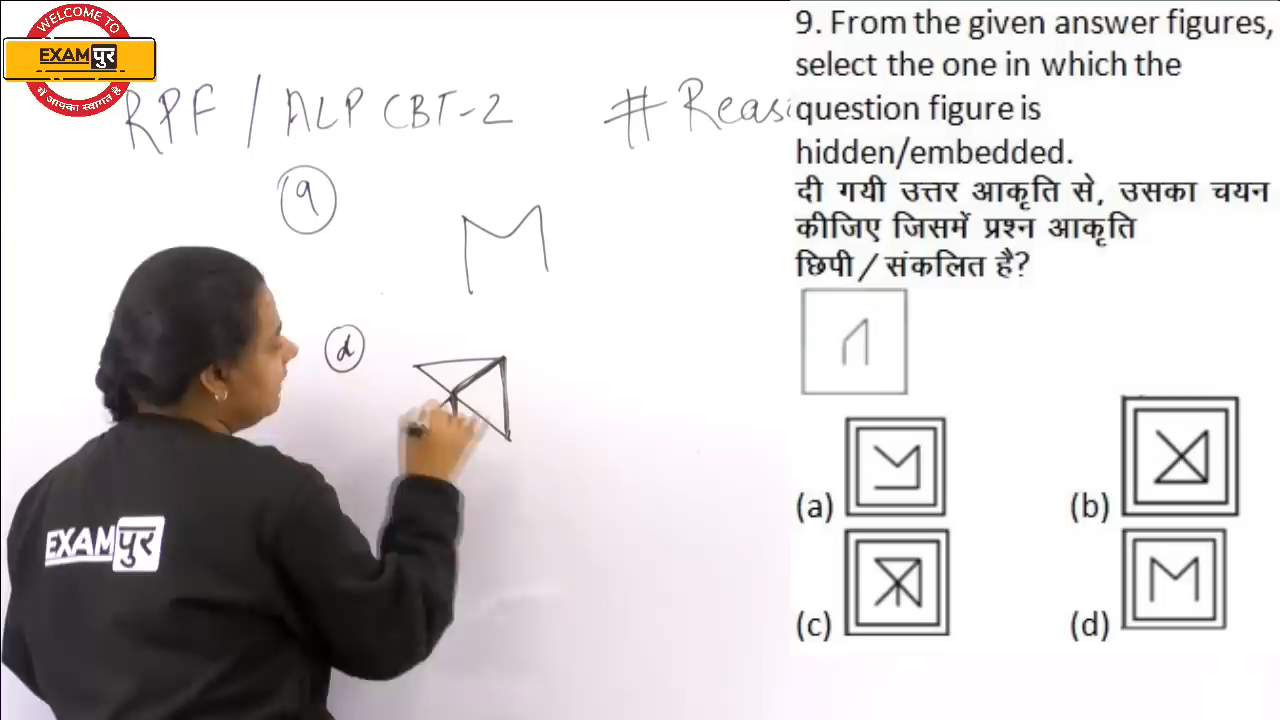 WELCOME TO
EXAMपुर
में आपका स्वागत है
RPF / ALP CBT-2 # Reas
9
M
d
EXAMपुर
9. From the given answer figures,
select the one in which the
question figure is
hidden/embedded.
दी गयी उत्तर आकृति से, उसका चयन
कीजिए जिसमें प्रश्न आकृति
छिपी/संकलित है?
(a) (b)
(c) (d)